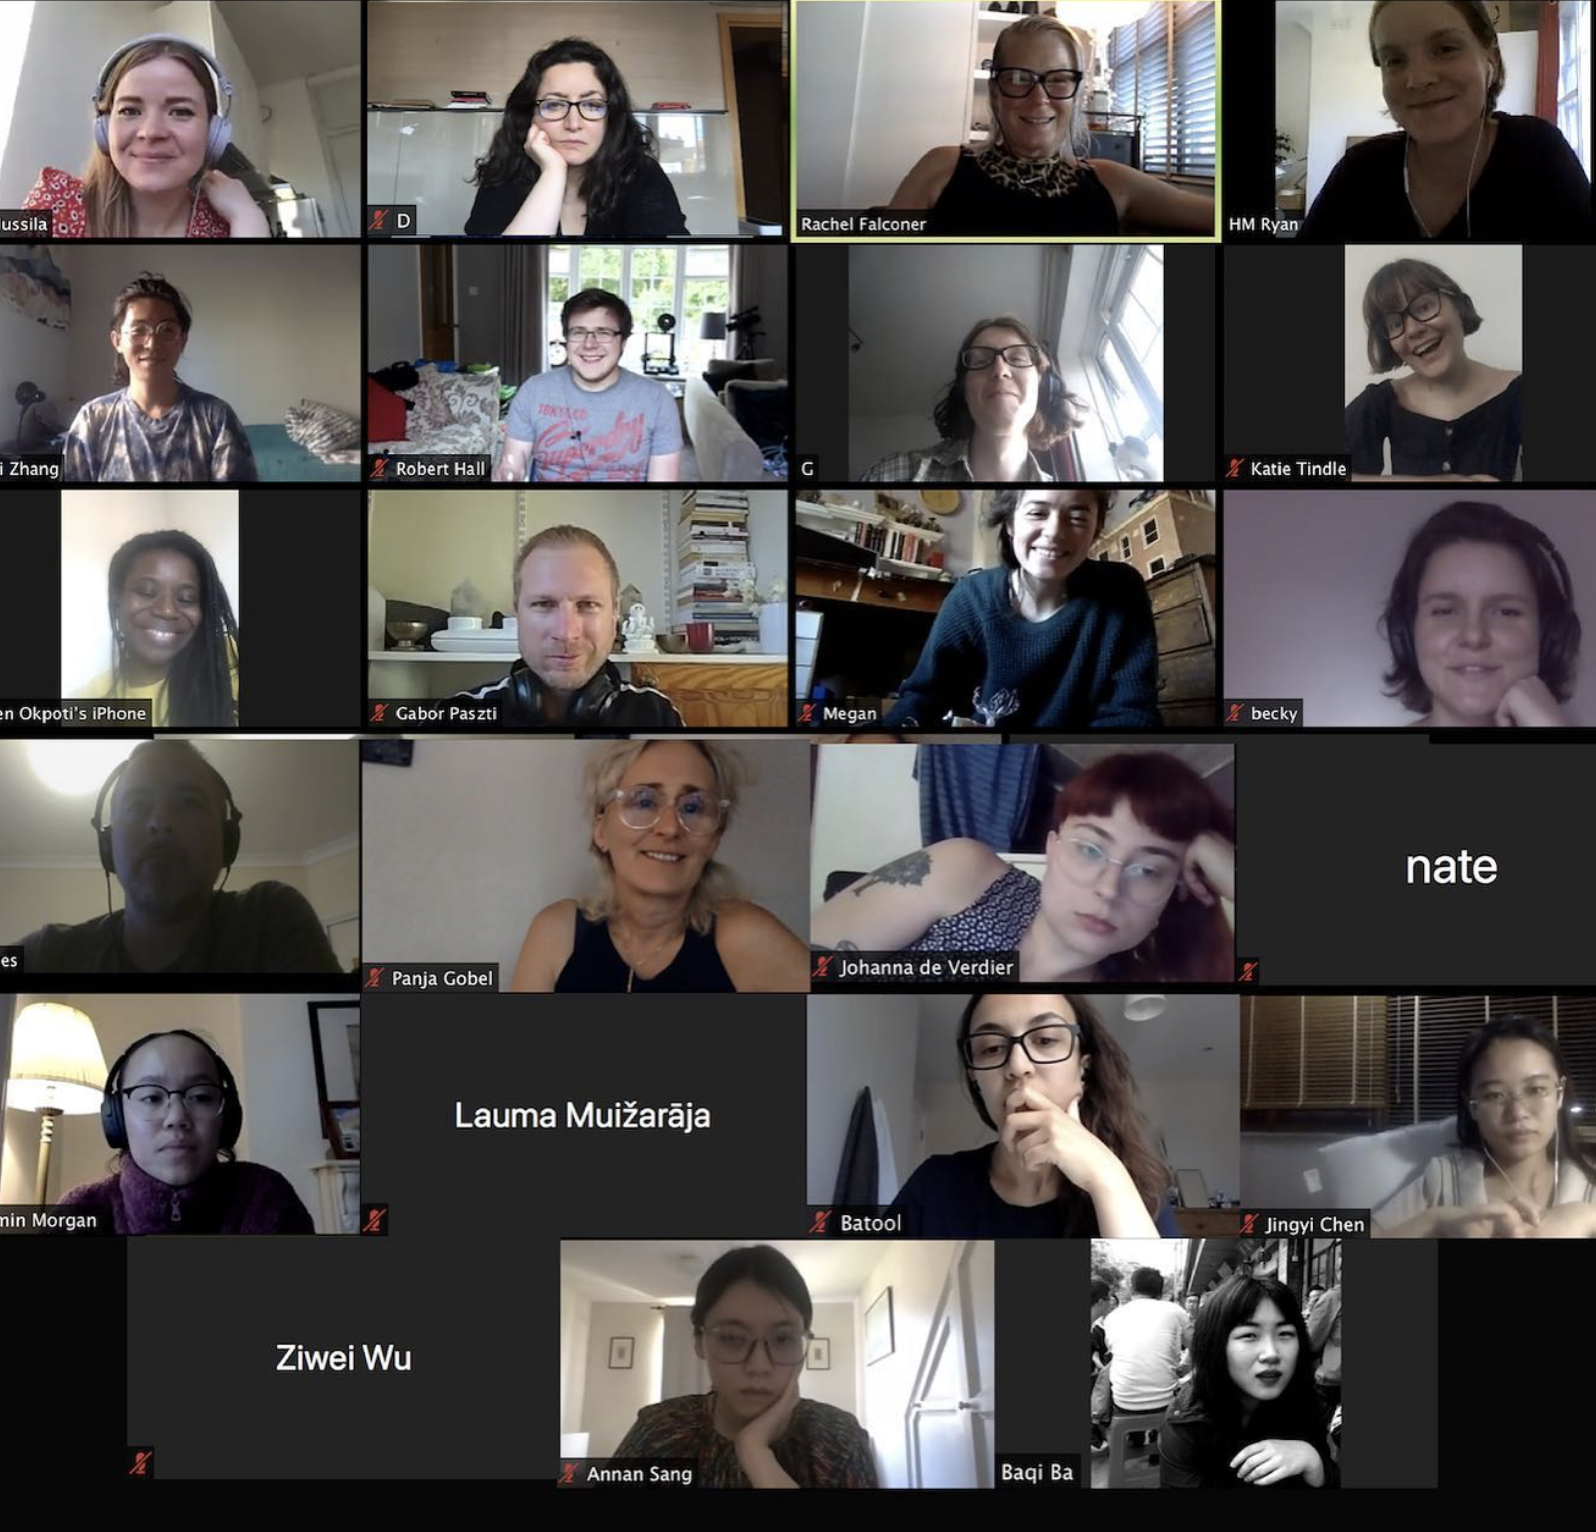 ussila
D
Rachel Falconer
HM Ryan
i Zhang
Robert Hall
G
Katie Tindle
en Okpoti's iPhone
Gabor Paszti
Megan
becky
es
Panja Gobel
Johanna de Verdier
nate
min Morgan
Lauma Muižarāja
Batool
Jingyi Chen
Ziwei Wu
Annan Sang
Baqi Ba